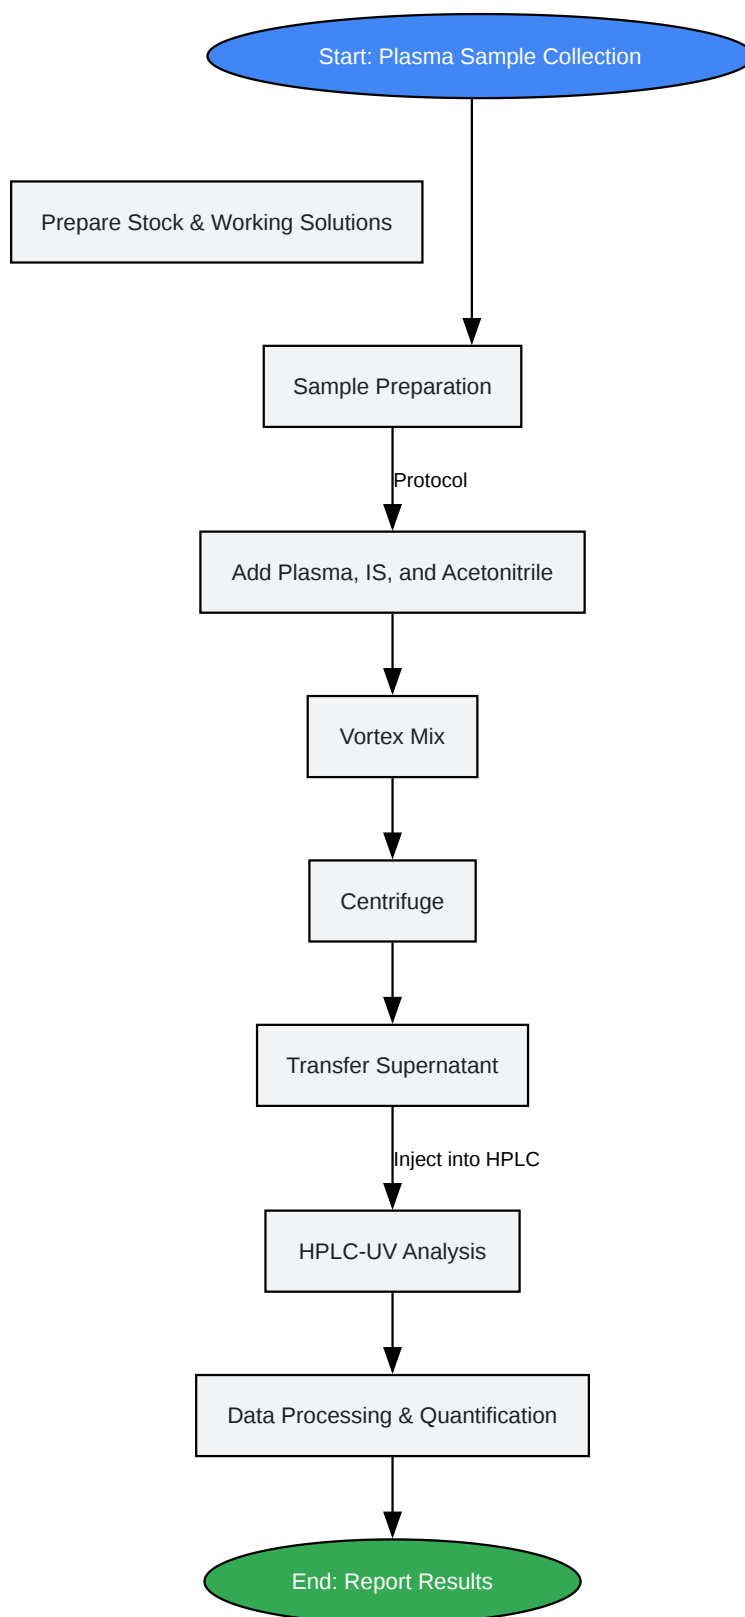 Start: Plasma Sample Collection
Prepare Stock & Working Solutions
Sample Preparation
Protocol
Add Plasma, IS, and Acetonitrile
Vortex Mix
Centrifuge
Transfer Supernatant
Inject into HPLC
HPLC-UV Analysis
Data Processing & Quantification
End: Report Results